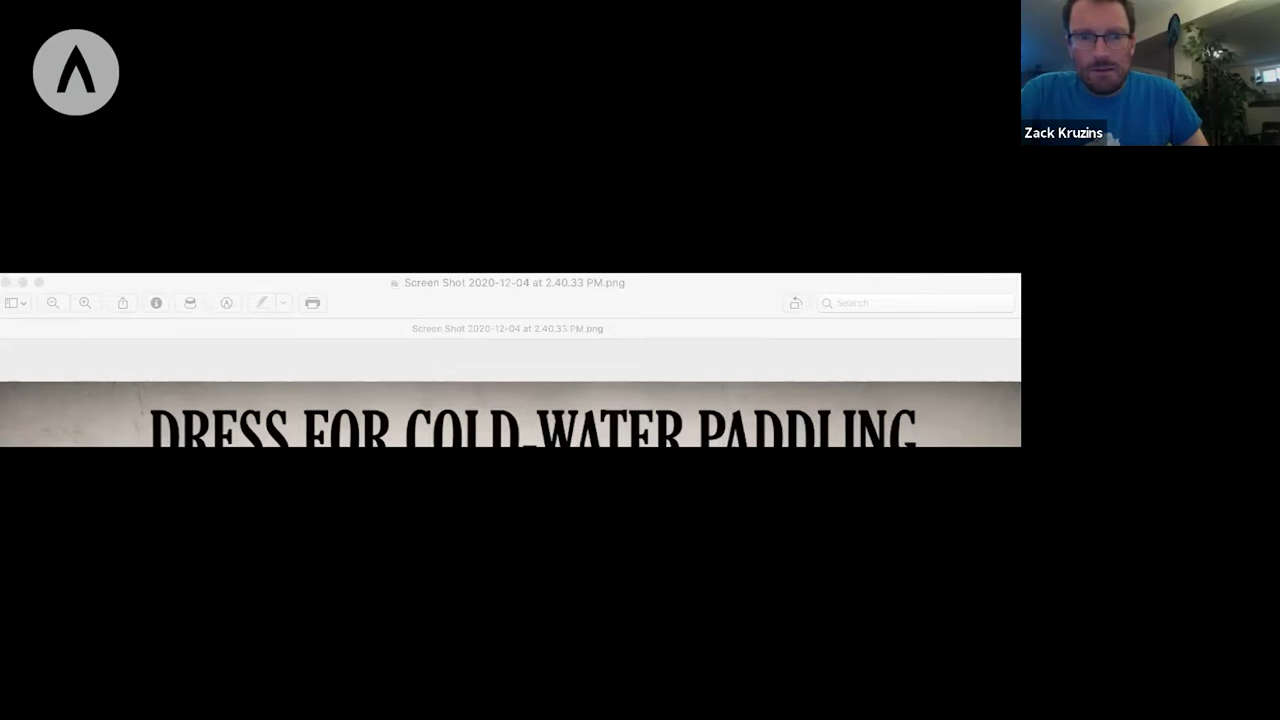 Zack Kruzins
Screen Shot 2020-12-04 at 2.40.33 PM.png
Search
Screen Shot 2020-12-04 at 2.40.33 PM.png
DRESS FOR COLD-WATER PADDLING